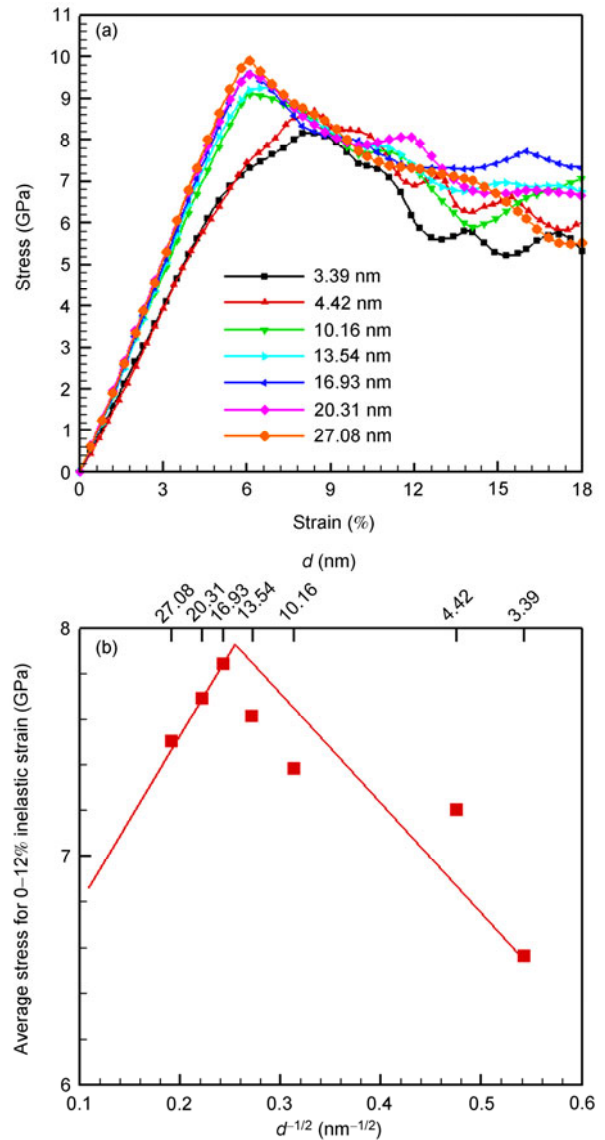 (a)
11
10
9
8
7
6
5
4
3
2
1
0
Stress (GPa)
3.39 nm
4.42 nm
10.16 nm
13.54 nm
16.93 nm
20.31 nm
27.08 nm
0 3 6 9 12 15 18
Strain (%)
d (nm)
27.08 20.31 16.93 13.54 10.16 4.42 3.39
(b)
8
7
6
Average stress for 0–12% inelastic strain (GPa)
0.1 0.2 0.3 0.4 0.5 0.6
d⁻¹/² (nm⁻¹/²)